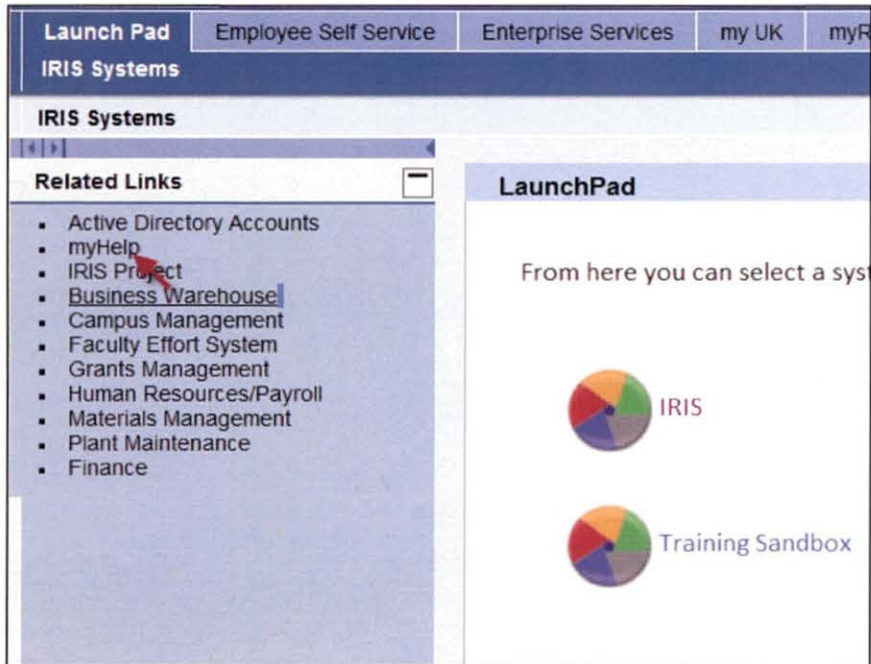 Launch Pad Employee Self Service Enterprise Services my UK myR
IRIS Systems
IRIS Systems
Related Links
Active Directory Accounts
myHelp
IRIS Project
Business Warehouse
Campus Management
Faculty Effort System
Grants Management
Human Resources/Payroll
Materials Management
Plant Maintenance
Finance
LaunchPad
From here you can select a syst
IRIS
Training Sandbox